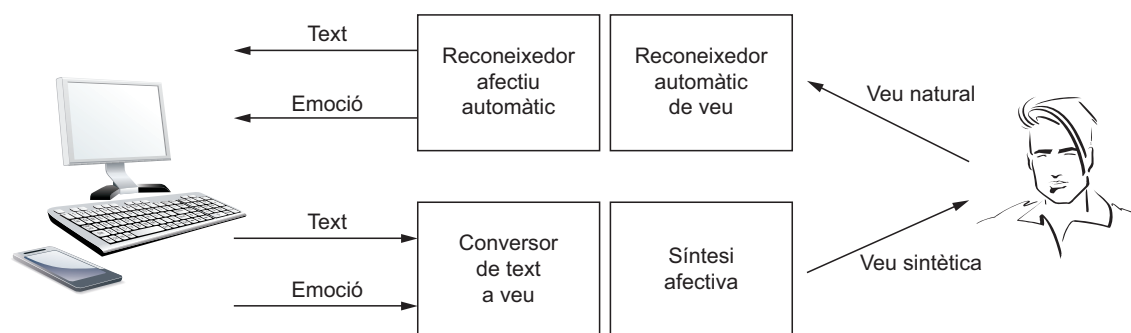 Text
Emoció
Reconeixedor
afectiu
automàtic
Reconeixedor
automàtic
de veu
Veu natural
Text
Emoció
Conversor
de text
a veu
Síntesi
afectiva
Veu sintètica